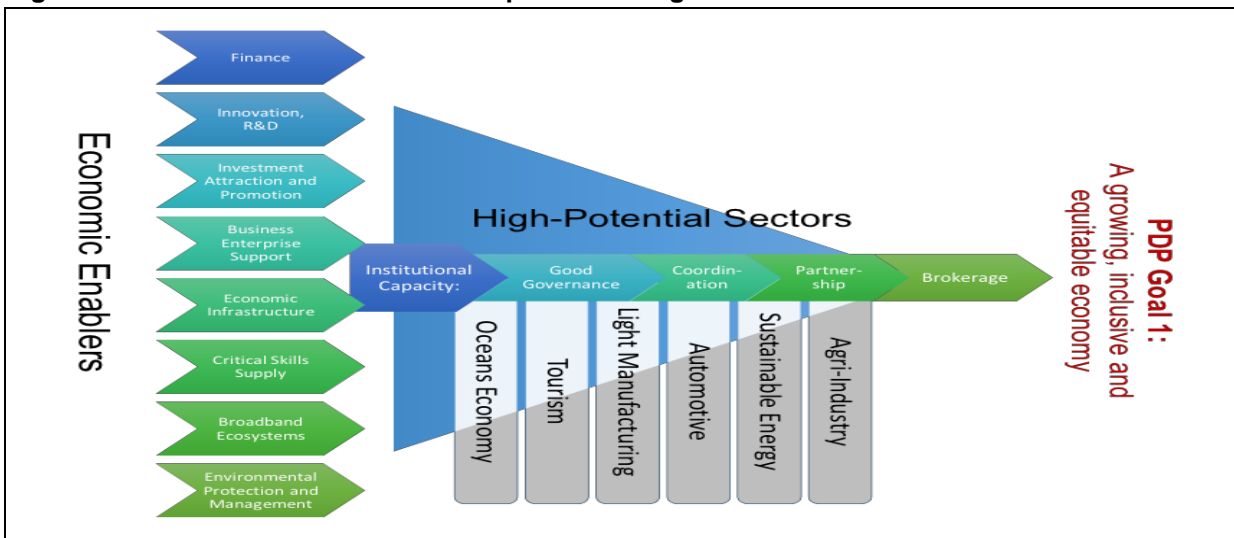 Economic Enablers
Finance
Innovation,
R&D
Investment
Attraction and
Promotion
Business
Enterprise
Support
Economic
Infrastructure
Critical Skills
Supply
Broadband
Ecosystems
Environmental
Protection and
Management
High-Potential Sectors
Institutional
Capacity:
Good
Governance
Coordin-
ation
Partner-
ship
Brokerage
Oceans Economy
Tourism
Light Manufacturing
Automotive
Sustainable Energy
Agri-Industry
PDP Goal 1:
A growing, inclusive and
equitable economy